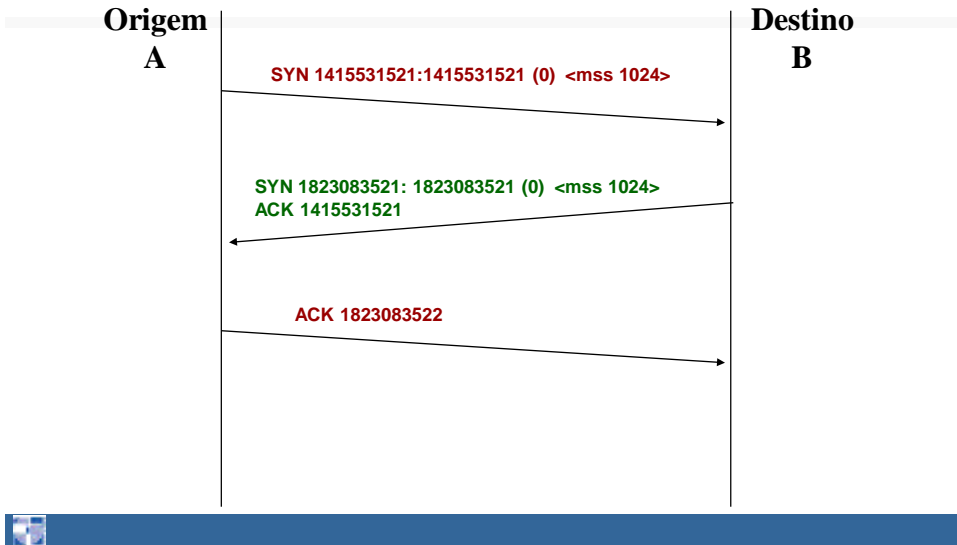 Origem
A
Destino
B
SYN 1415531521:1415531521 (0) <mss 1024>
SYN 1823083521: 1823083521 (0) <mss 1024>
ACK 1415531521
ACK 1823083522